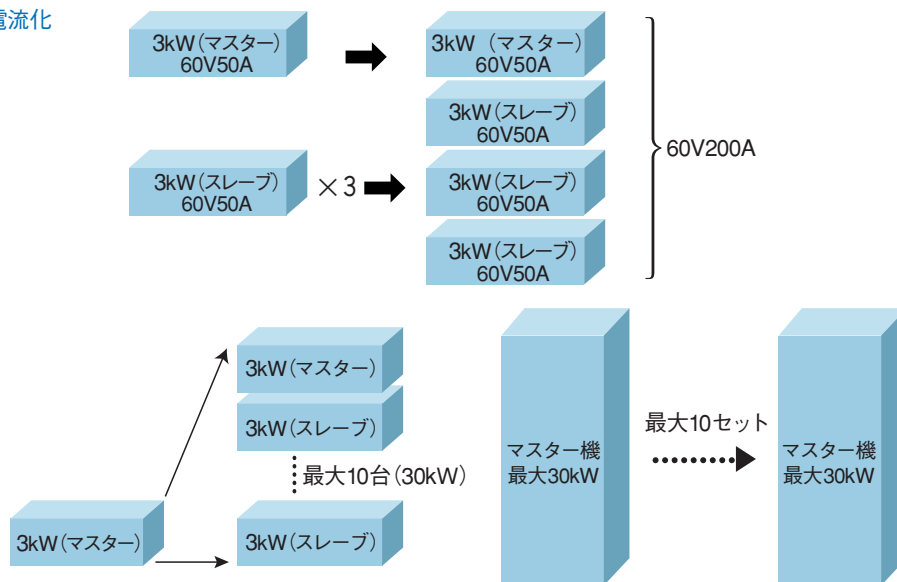 電流化
3kW(マスター)
60V50A
3kW (マスター)
60V50A
3kW(スレーブ)
60V50A
60V200A
3kW(スレーブ)
60V50A
×3
3kW(スレーブ)
60V50A
3kW(スレーブ)
60V50A
3kW(マスター)
3kW(スレーブ)
最大10台(30kW)
3kW(マスター)
3kW(スレーブ)
マスター機
最大30kW
最大10セット
マスター機
最大30kW